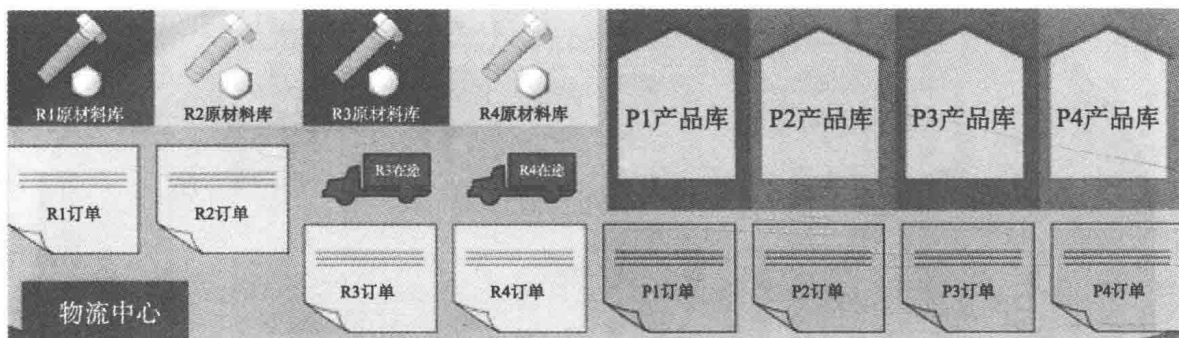 R1原材料库
R2原材料库
R3原材料库
R4原材料库
P1产品库
P2产品库
P3产品库
P4产品库
R3在途
R4在途
R1订单
R2订单
R3订单
R4订单
P1订单
P2订单
P3订单
P4订单
物流中心